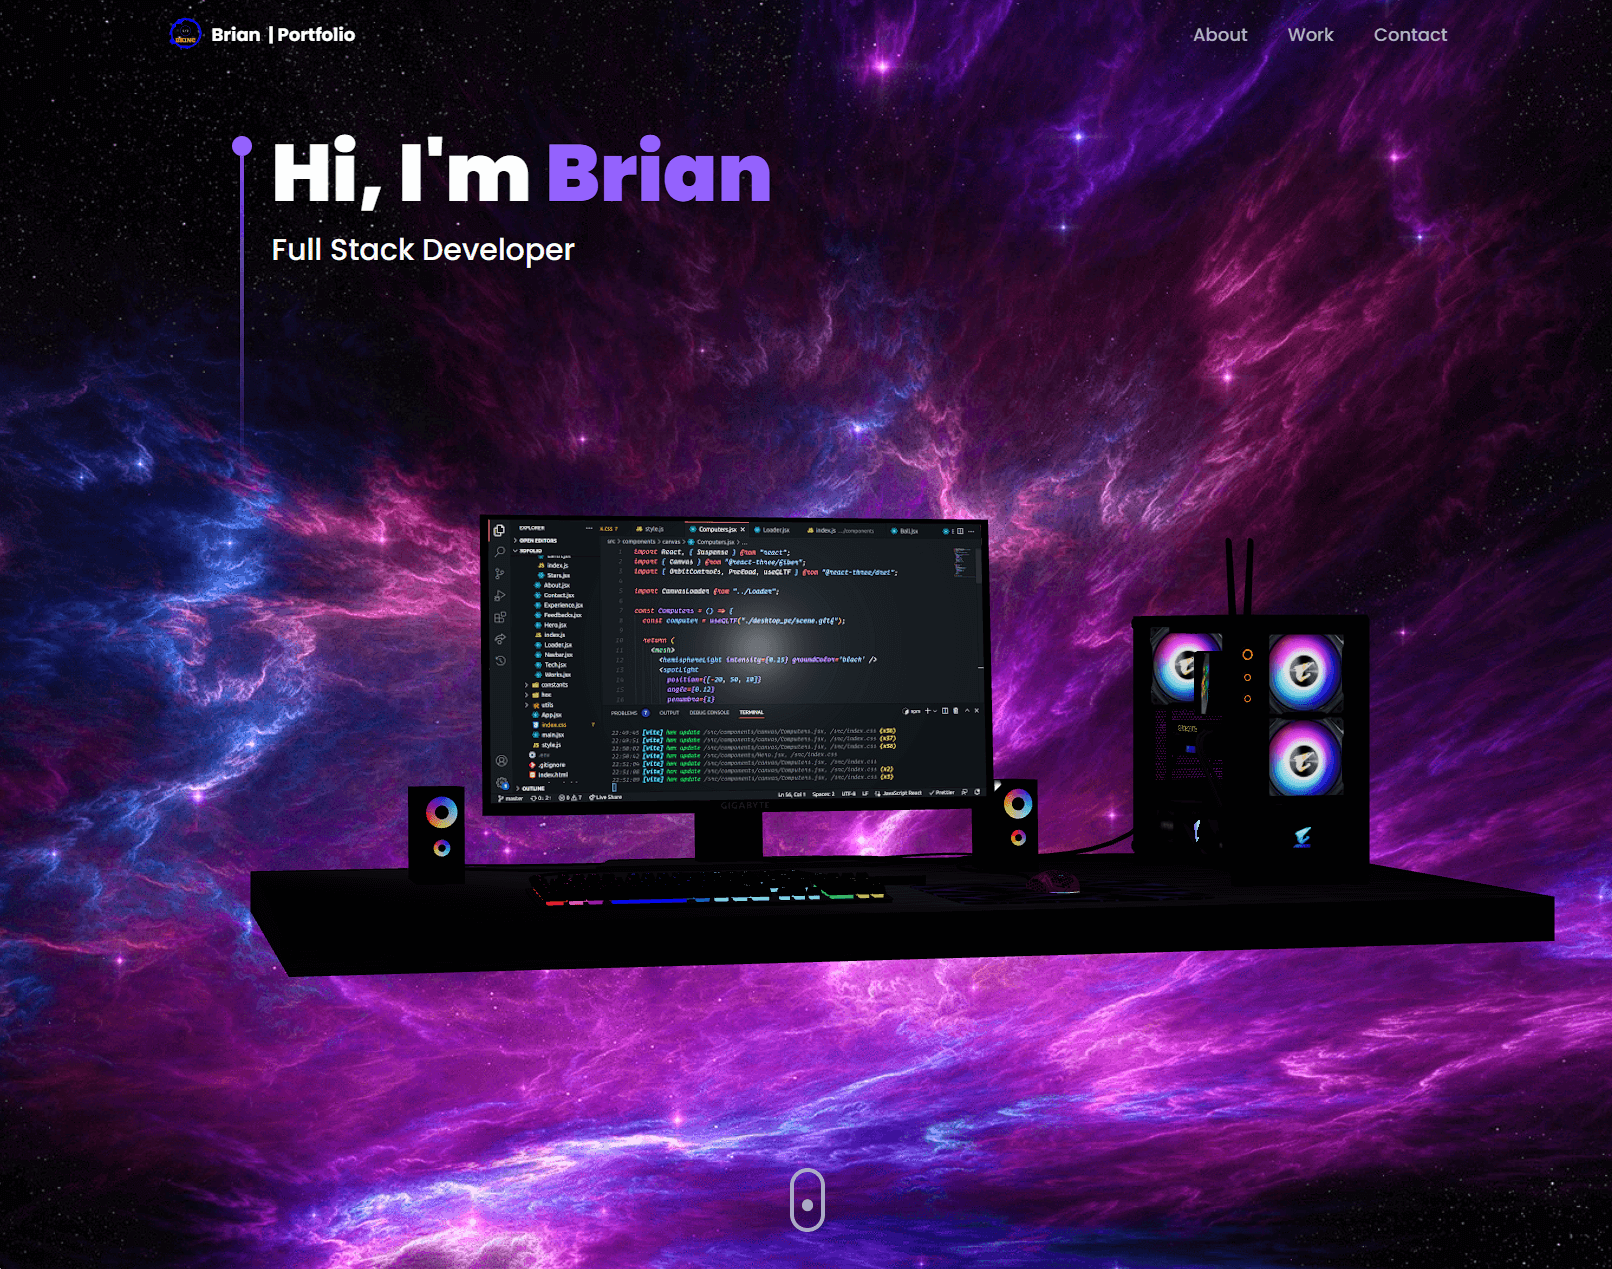 Brian | Portfolio
About
Work
Contact
Hi, I'm Brian
Full Stack Developer
EXPLORER
OPEN EDITORS
index.js
Stars.jsx
About.jsx
Contact.jsx
Experience.jsx
Feedbacks.jsx
Hero.jsx
index.js
Loader.jsx
Navbar.jsx
Tech.jsx
Works.jsx
constants
hoc
utils
App.jsx
index.css
main.jsx
style.js
.env
.gitignore
index.html
OUTLINE
style.js
Computers.jsx
Loader.jsx
index.js .../components
Ball.jsx
src > components > canvas > Computers.jsx > ...
import React, { Suspense } from "react";
import { Canvas } from "@react-three/fiber";
import { OrbitControls, Preload, useGLTF } from "@react-three/drei";
import CanvasLoader from "../Loader";
const Computers = () => {
const computer = useGLTF("./desktop_pc/scene.gltf");
return (
<mesh>
<hemisphereLight intensity={0.15} groundColor='black' />
<spotLight
position={[-20, 50, 10]}
angle={0.12}
penumbra={1}
PROBLEMS 7 OUTPUT DEBUG CONSOLE TERMINAL
npm
[vite] hmr update /src/components/canvas/Computers.jsx, /src/index.css
[vite] hmr update /src/components/canvas/Computers.jsx, /src/index.css
[vite] hmr update /src/components/canvas/Computers.jsx, /src/index.css
[vite] hmr update /src/components/Hero.jsx, /src/index.css
[vite] hmr update /src/components/canvas/Computers.jsx, /src/index.css
[vite] hmr update /src/components/canvas/Computers.jsx, /src/index.css (x2)
[vite] hmr update /src/components/canvas/Computers.jsx, /src/index.css (x3)
master
Live Share
Ln 56, Col 1
Spaces: 2
UTF-8
LF
JavaScript React
Prettier
GIGABYTE